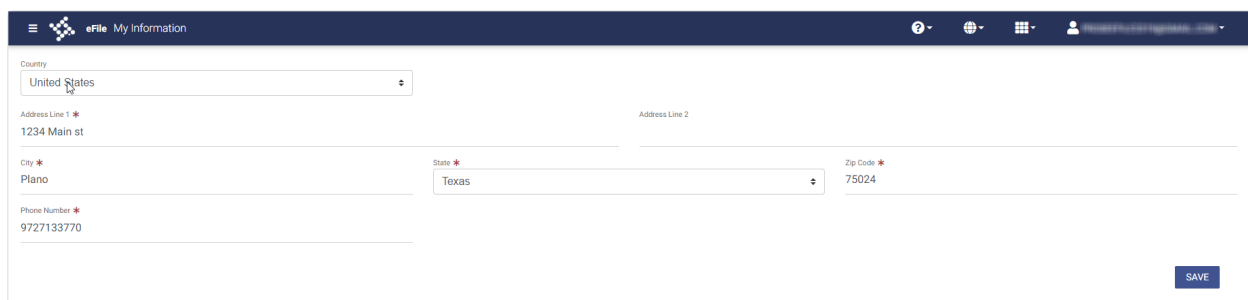 eFile My Information
Country
United States
Address Line 1 *
Address Line 2
1234 Main st
City *
State *
Zip Code *
Plano
Texas
75024
Phone Number *
9727133770
SAVE